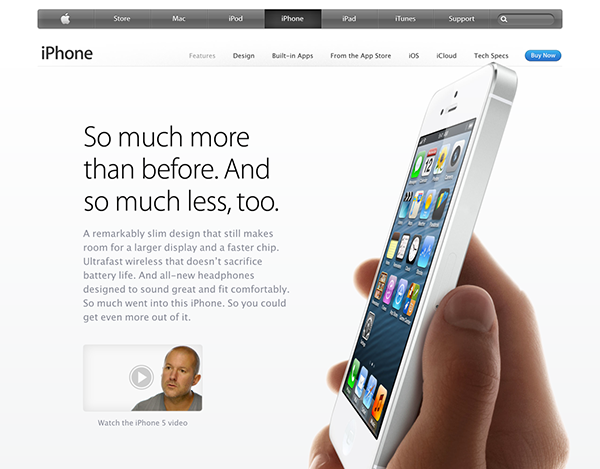 Store Mac iPod iPhone iPad iTunes Support
iPhone Features Design Built-in Apps From the App Store iOS iCloud Tech Specs Buy Now
So much more
than before. And
so much less, too.
A remarkably slim design that still makes
room for a larger display and a faster chip.
Ultrafast wireless that doesn’t sacrifice
battery life. And all-new headphones
designed to sound great and fit comfortably.
So much went into this iPhone. So you could
get even more out of it.
Watch the iPhone 5 video